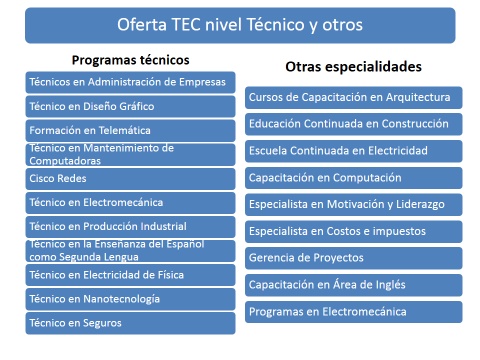 Oferta TEC nivel Técnico y otros
Programas técnicos
Técnicos en Administración de Empresas
Técnico en Diseño Gráfico
Formación en Telemática
Técnico en Mantenimiento de
Computadoras
Cisco Redes
Técnico en Electromecánica
Técnico en Producción Industrial
Técnico en la Enseñanza del Español
como Segunda Lengua
Técnico en Electricidad de Física
Técnico en Nanotecnología
Técnico en Seguros
Otras especialidades
Cursos de Capacitación en Arquitectura
Educación Continuada en Construcción
Escuela Continuada en Electricidad
Capacitación en Computación
Especialista en Motivación y Liderazgo
Especialista en Costos e impuestos
Gerencia de Proyectos
Capacitación en Área de Inglés
Programas en Electromecánica